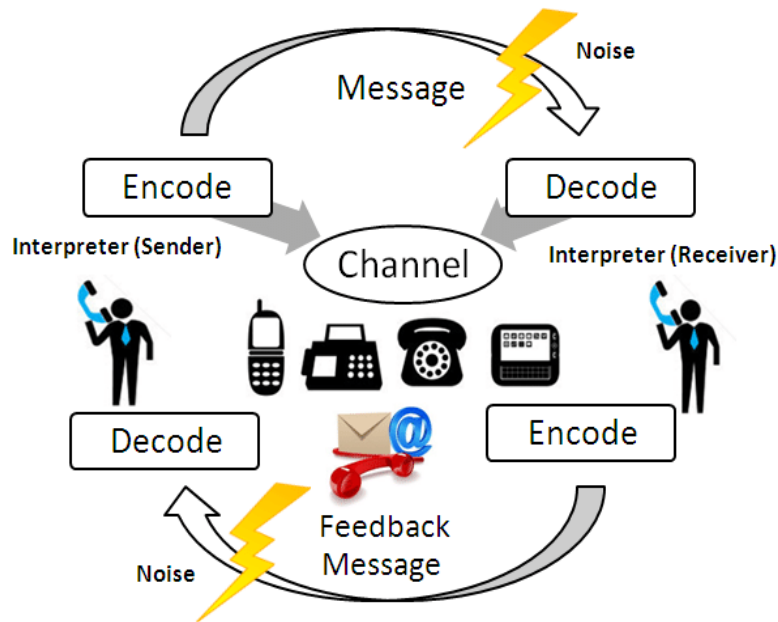 Noise
Message
Encode
Decode
Interpreter (Sender)
Channel
Interpreter (Receiver)
Decode
@
Encode
Feedback
Message
Noise